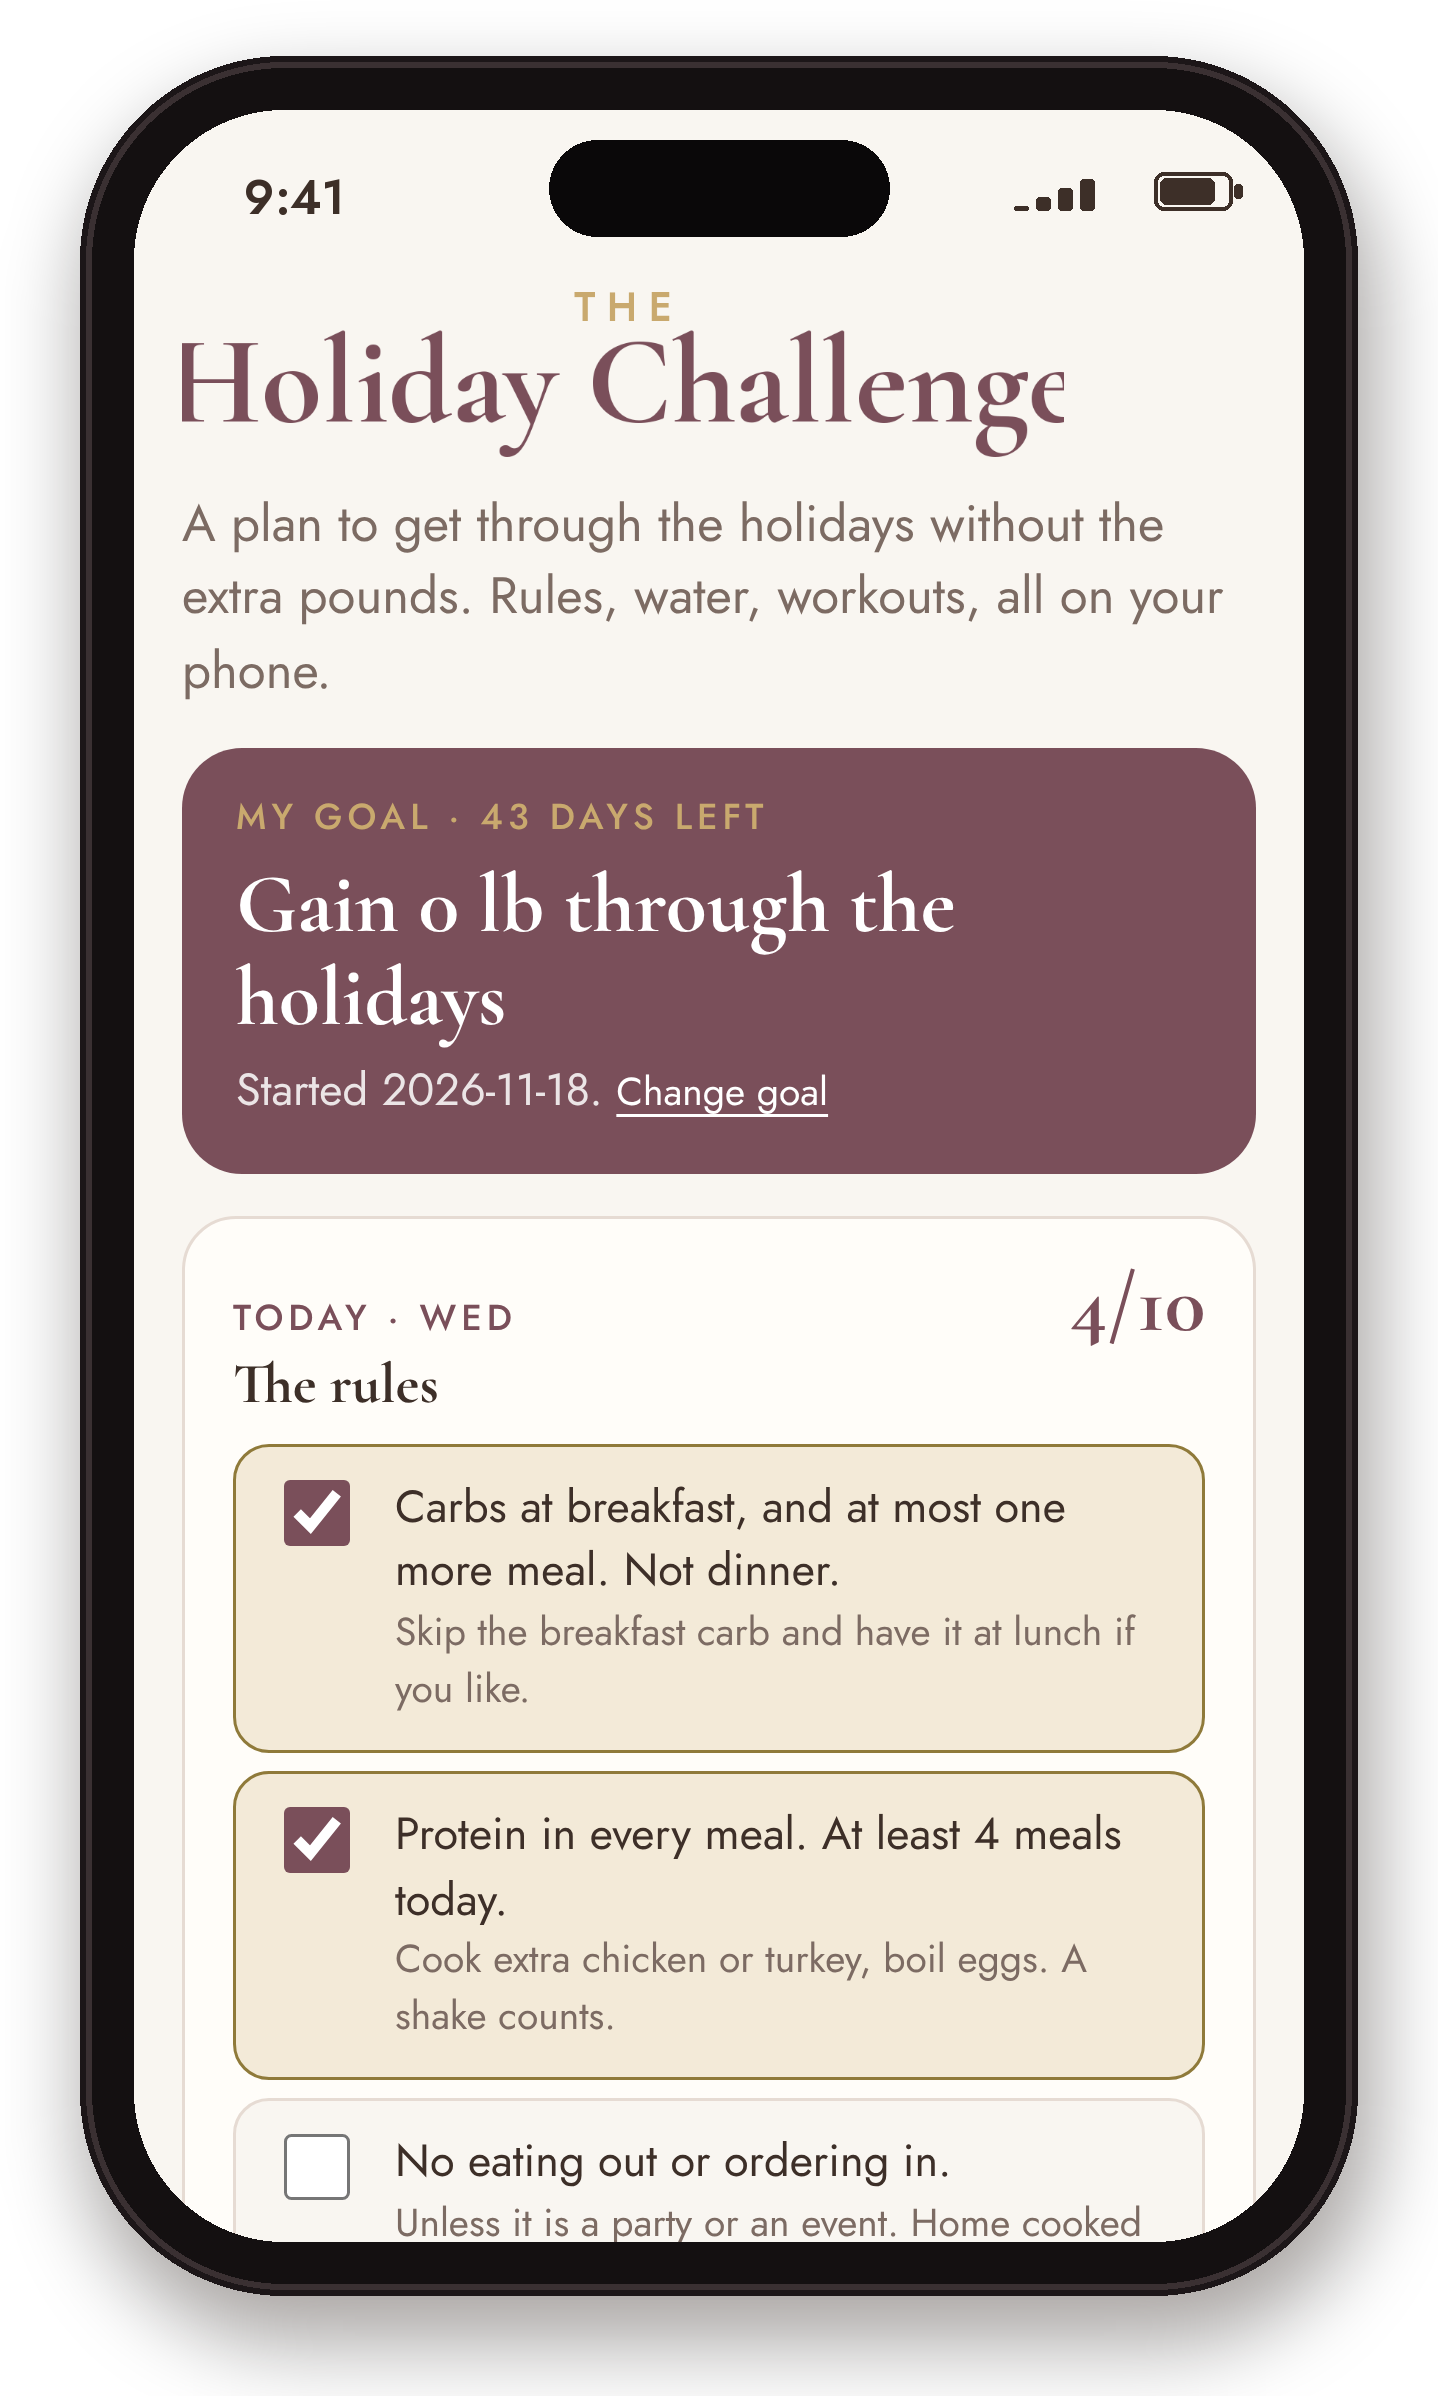 9:41
THE
Holiday Challenge
A plan to get through the holidays without the
extra pounds. Rules, water, workouts, all on your
phone.
MY GOAL · 43 DAYS LEFT
Gain 0 lb through the
holidays
Started 2026-11-18. Change goal
TODAY · WED
4/10
The rules
Carbs at breakfast, and at most one
more meal. Not dinner.
Skip the breakfast carb and have it at lunch if
you like.
Protein in every meal. At least 4 meals
today.
Cook extra chicken or turkey, boil eggs. A
shake counts.
No eating out or ordering in.
Unless it is a party or an event. Home cooked